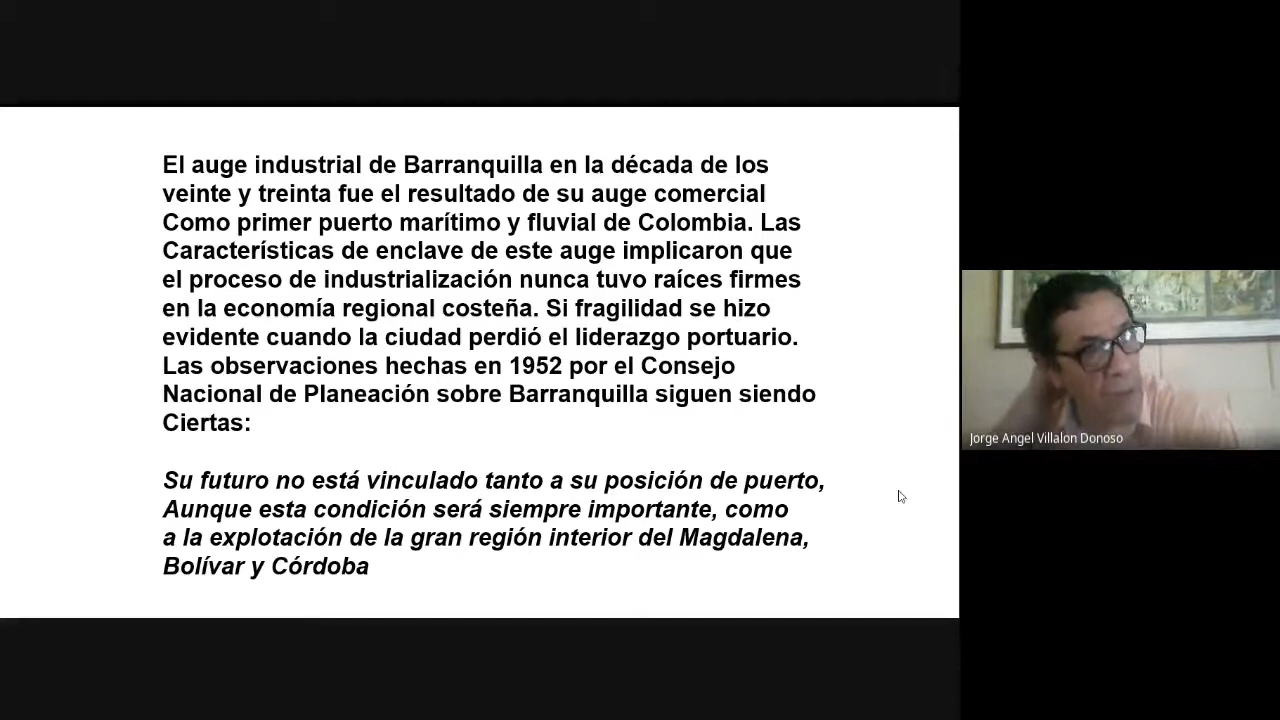 El auge industrial de Barranquilla en la década de los
veinte y treinta fue el resultado de su auge comercial
Como primer puerto marítimo y fluvial de Colombia. Las
Características de enclave de este auge implicaron que
el proceso de industrialización nunca tuvo raíces firmes
en la economía regional costeña. Si fragilidad se hizo
evidente cuando la ciudad perdió el liderazgo portuario.
Las observaciones hechas en 1952 por el Consejo
Nacional de Planeación sobre Barranquilla siguen siendo
Ciertas:
Su futuro no está vinculado tanto a su posición de puerto,
Aunque esta condición será siempre importante, como
a la explotación de la gran región interior del Magdalena,
Bolívar y Córdoba
Jorge Angel Villalon Donoso